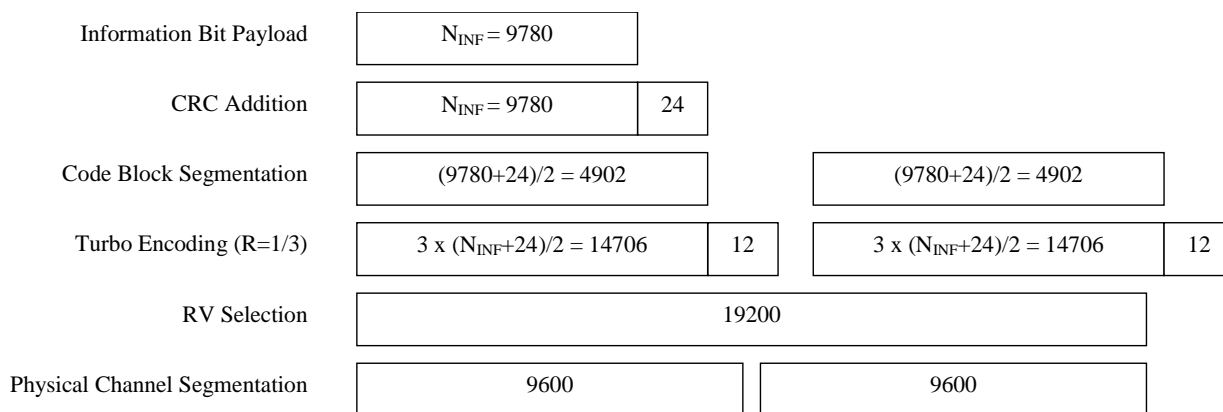 Information Bit Payload N_INF = 9780
CRC Addition N_INF = 9780 24
Code Block Segmentation (9780+24)/2 = 4902 (9780+24)/2 = 4902
Turbo Encoding (R=1/3) 3 x (N_INF+24)/2 = 14706 12 3 x (N_INF+24)/2 = 14706 12
RV Selection 19200
Physical Channel Segmentation 9600 9600